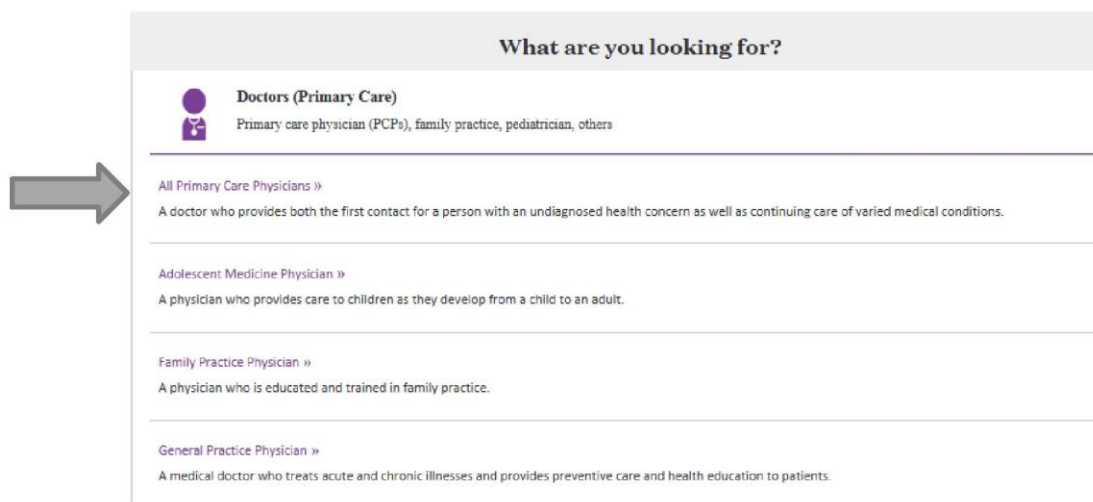 What are you looking for?
Doctors (Primary Care)
Primary care physician (PCPs), family practice, pediatrician, others
All Primary Care Physicians »
A doctor who provides both the first contact for a person with an undiagnosed health concern as well as continuing care of varied medical conditions.
Adolescent Medicine Physician »
A physician who provides care to children as they develop from a child to an adult.
Family Practice Physician »
A physician who is educated and trained in family practice.
General Practice Physician »
A medical doctor who treats acute and chronic illnesses and provides preventive care and health education to patients.